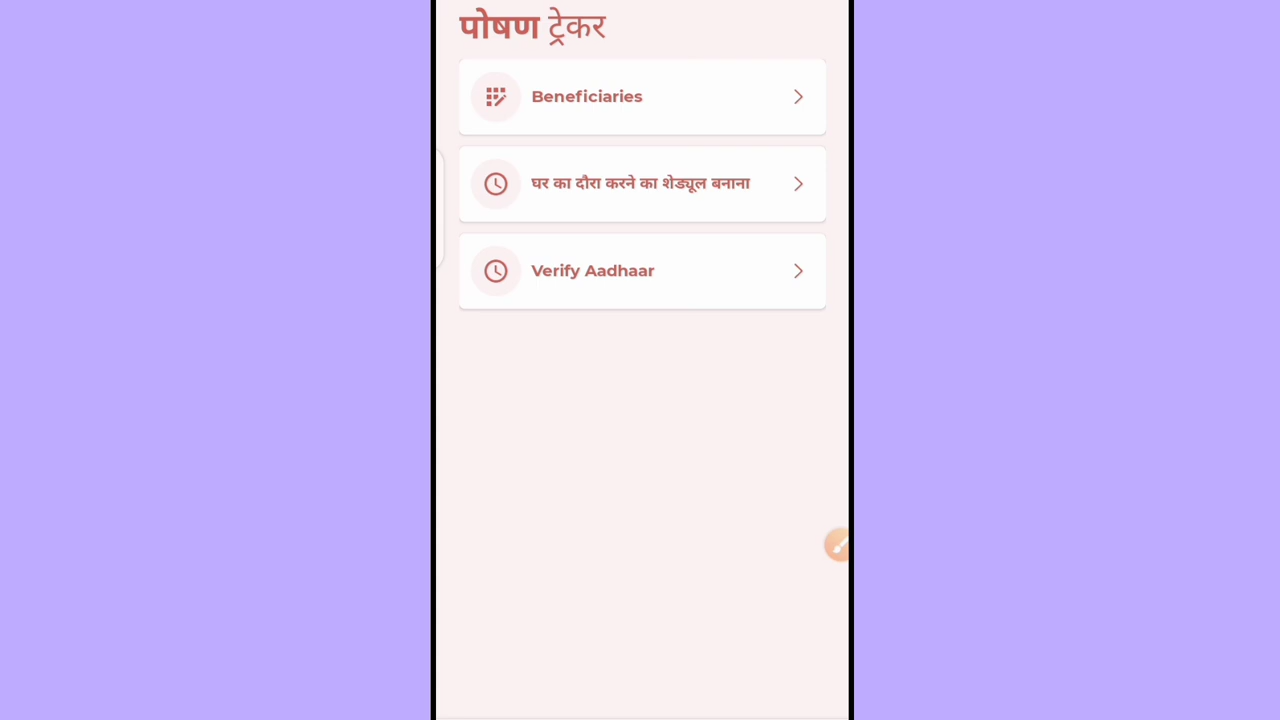 पोषण ट्रेकर
Beneficiaries
घर का दौरा करने का शेड्यूल बनाना
Verify Aadhaar